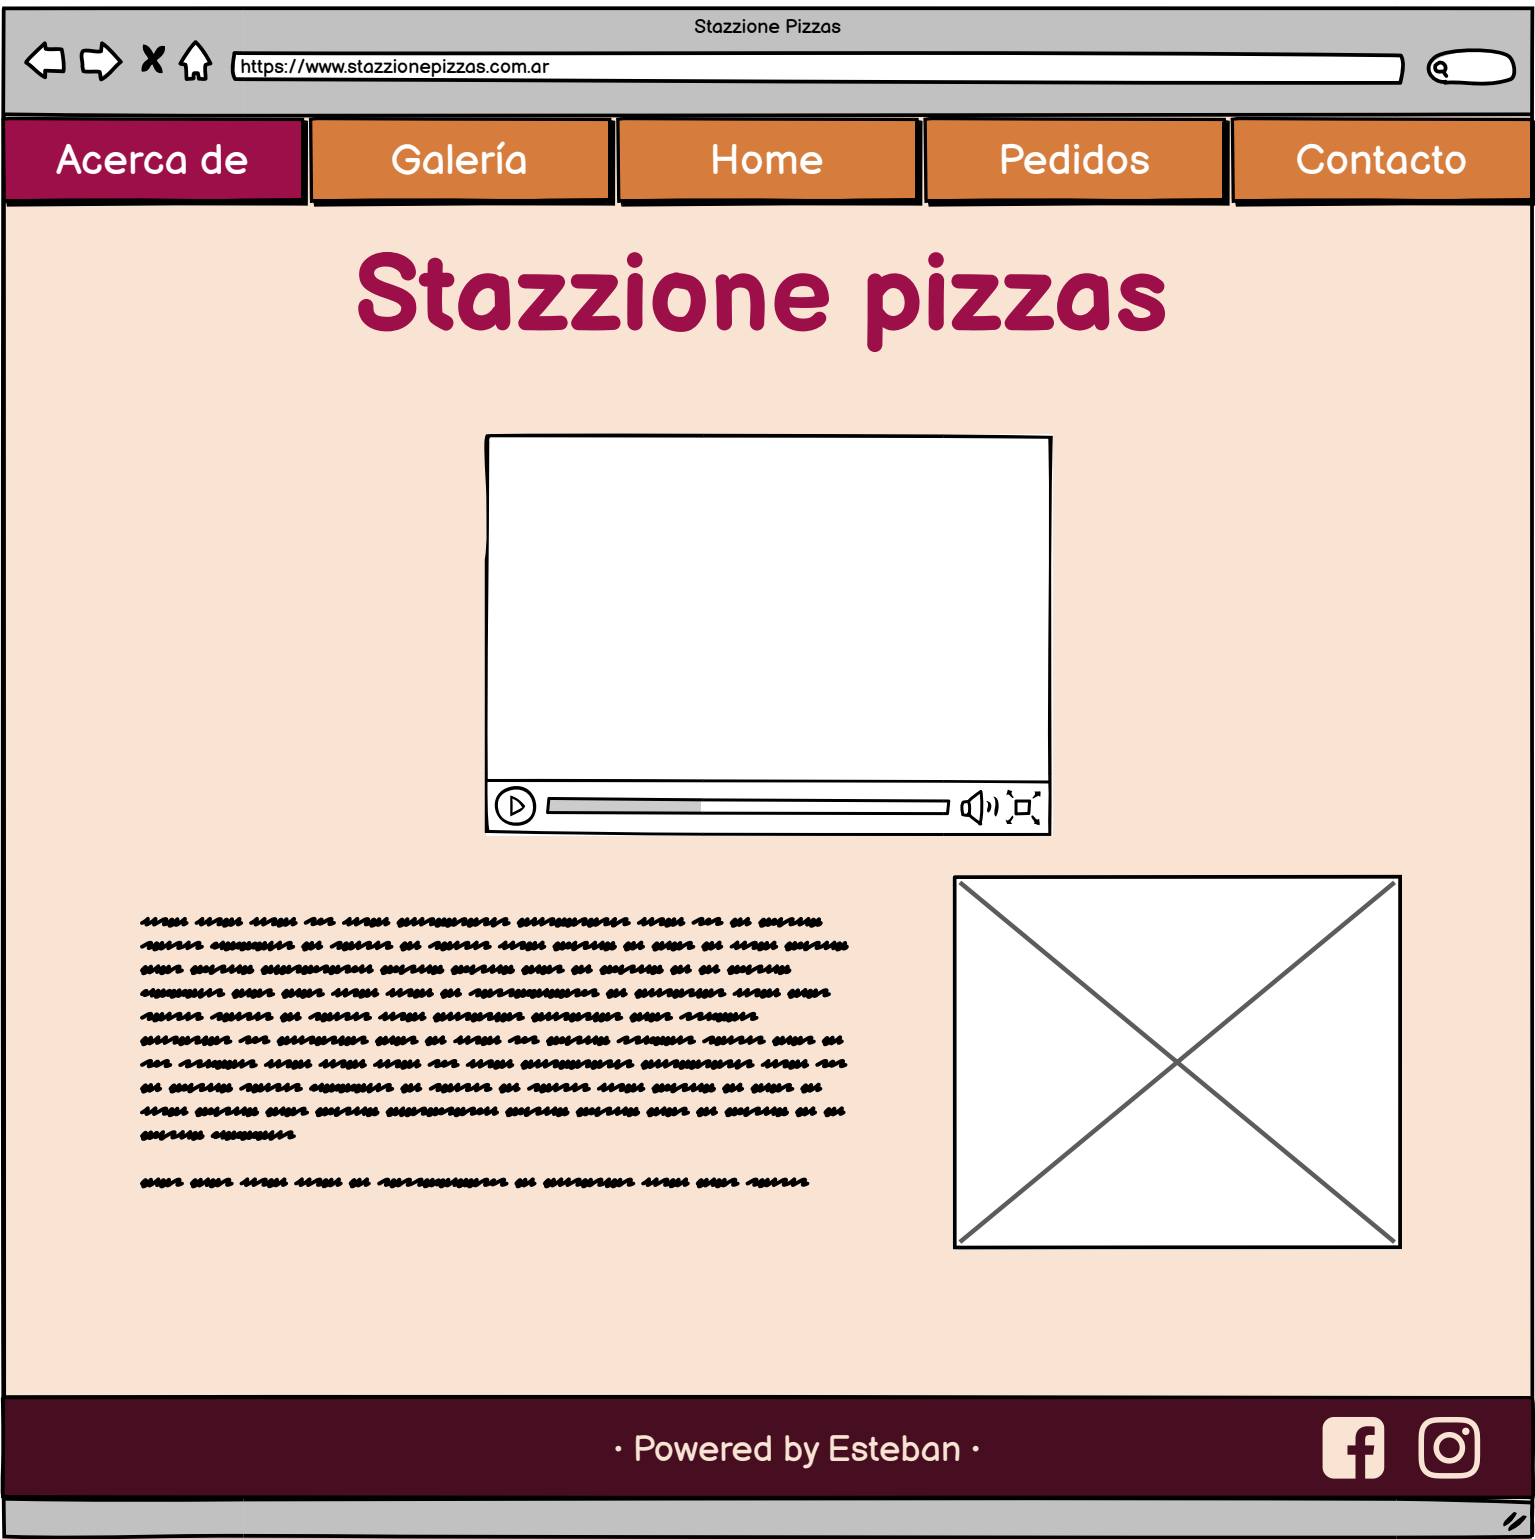 Stazzione Pizzas
https://www.stazzionepizzas.com.ar
Acerca de
Galería
Home
Pedidos
Contacto
Stazzione pizzas
· Powered by Esteban ·